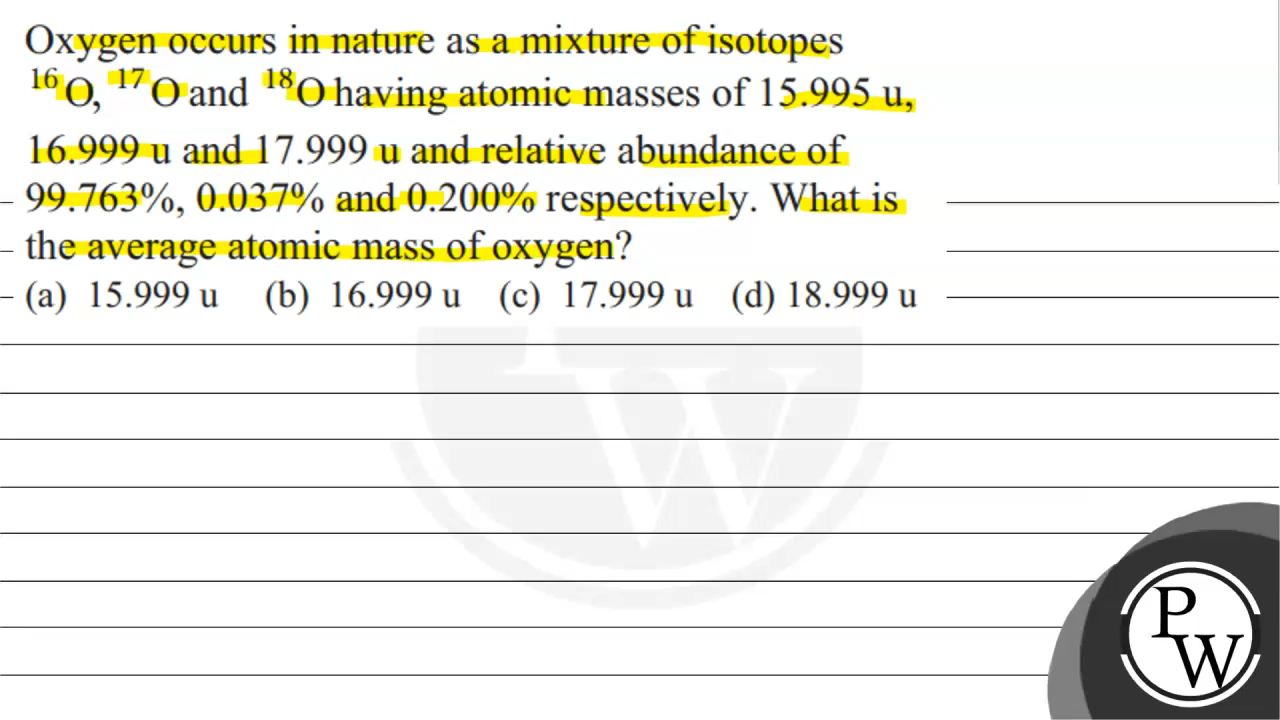 Oxygen occurs in nature as a mixture of isotopes
¹⁶O, ¹⁷O and ¹⁸O having atomic masses of 15.995 u,
16.999 u and 17.999 u and relative abundance of
99.763%, 0.037% and 0.200% respectively. What is
the average atomic mass of oxygen?
(a) 15.999 u (b) 16.999 u (c) 17.999 u (d) 18.999 u
W
P
W